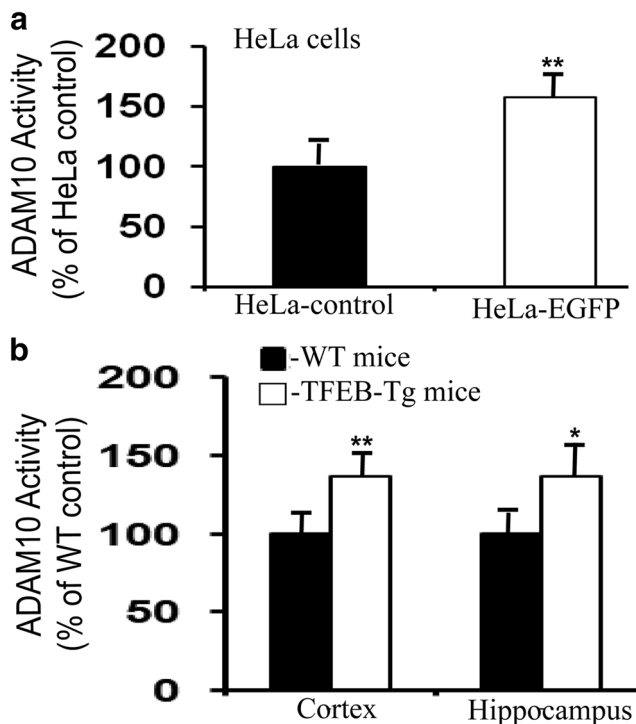 a
HeLa cells
ADAM10 Activity
(% of HeLa control)
200
150
100
50
0
**
HeLa-control
HeLa-EGFP
b
-WT mice
-TFEB-Tg mice
ADAM10 Activity
(% of WT control)
200
150
100
50
0
**
*
Cortex
Hippocampus